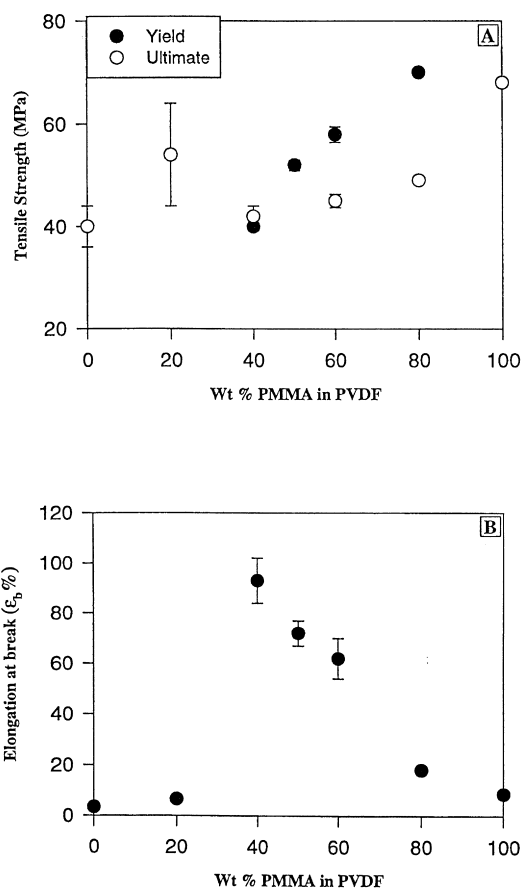 Yield
Ultimate
A
80
60
40
20
Tensile Strength (MPa)
0 20 40 60 80 100
Wt % PMMA in PVDF
B
120
100
80
60
40
20
0
Elongation at break (εb%)
0 20 40 60 80 100
Wt % PMMA in PVDF